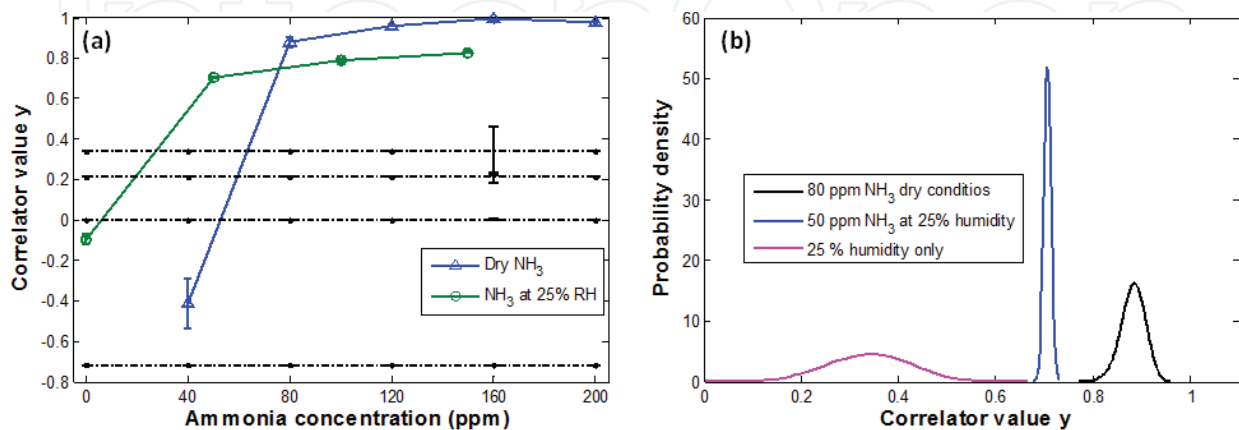 (a)
Correlator value y
1
0.8
0.6
0.4
0.2
0
-0.2
-0.4
-0.6
-0.8
0 40 80 120 160 200
Ammonia concentration (ppm)
Dry NH₃
NH₃ at 25% RH
(b)
Probability density
60
50
40
30
20
10
0
0 0.2 0.4 0.6 0.8 1
Correlator value y
80 ppm NH₃ dry conditios
50 ppm NH₃ at 25% humidity
25 % humidity only